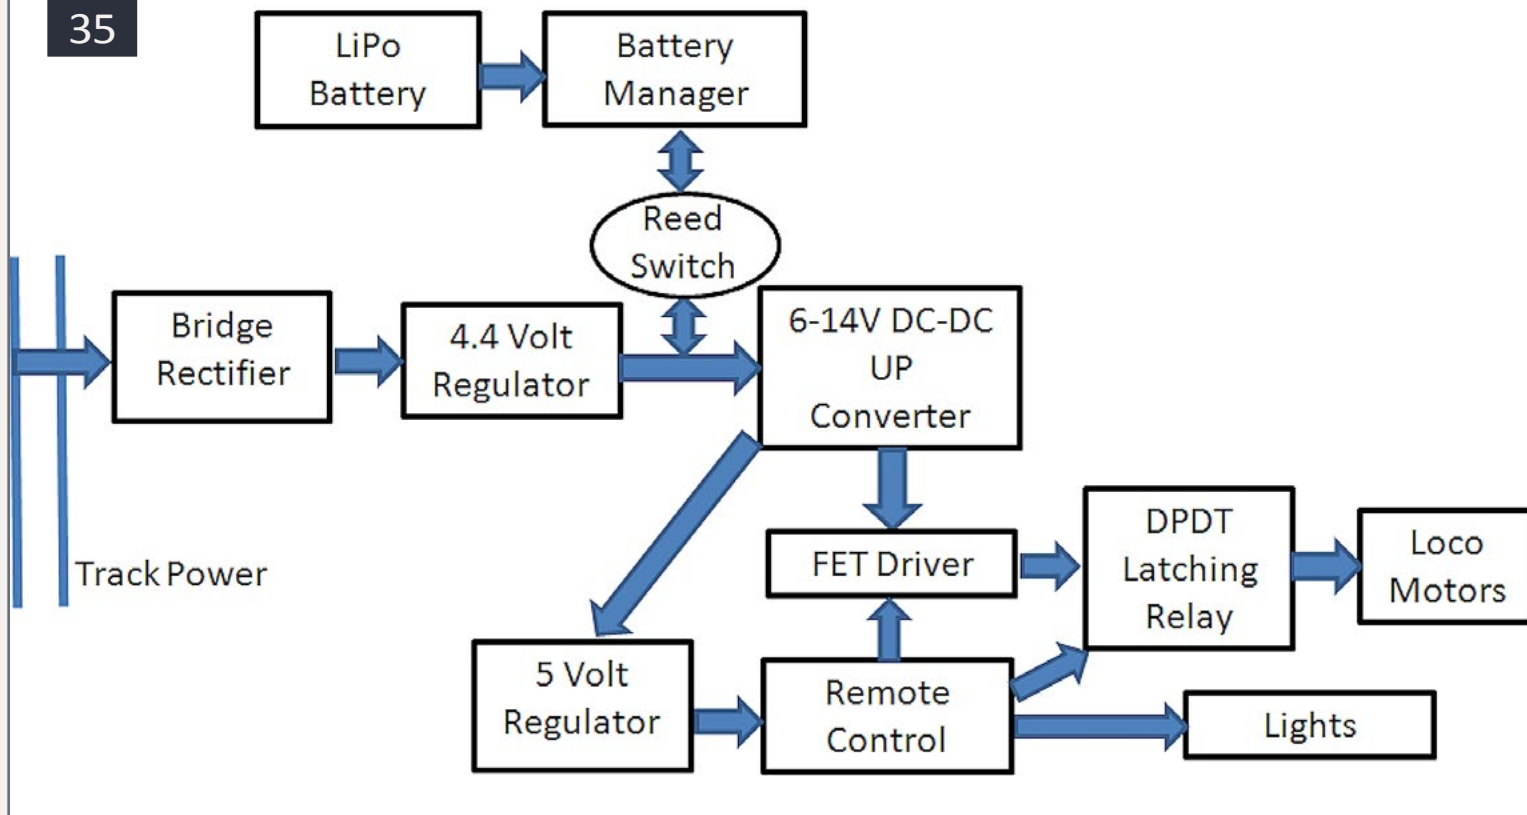 35
LiPo
Battery
Battery
Manager
Reed
Switch
Bridge
Rectifier
4.4 Volt
Regulator
6-14V DC-DC
UP
Converter
Track Power
FET Driver
DPDT
Latching
Relay
Loco
Motors
5 Volt
Regulator
Remote
Control
Lights